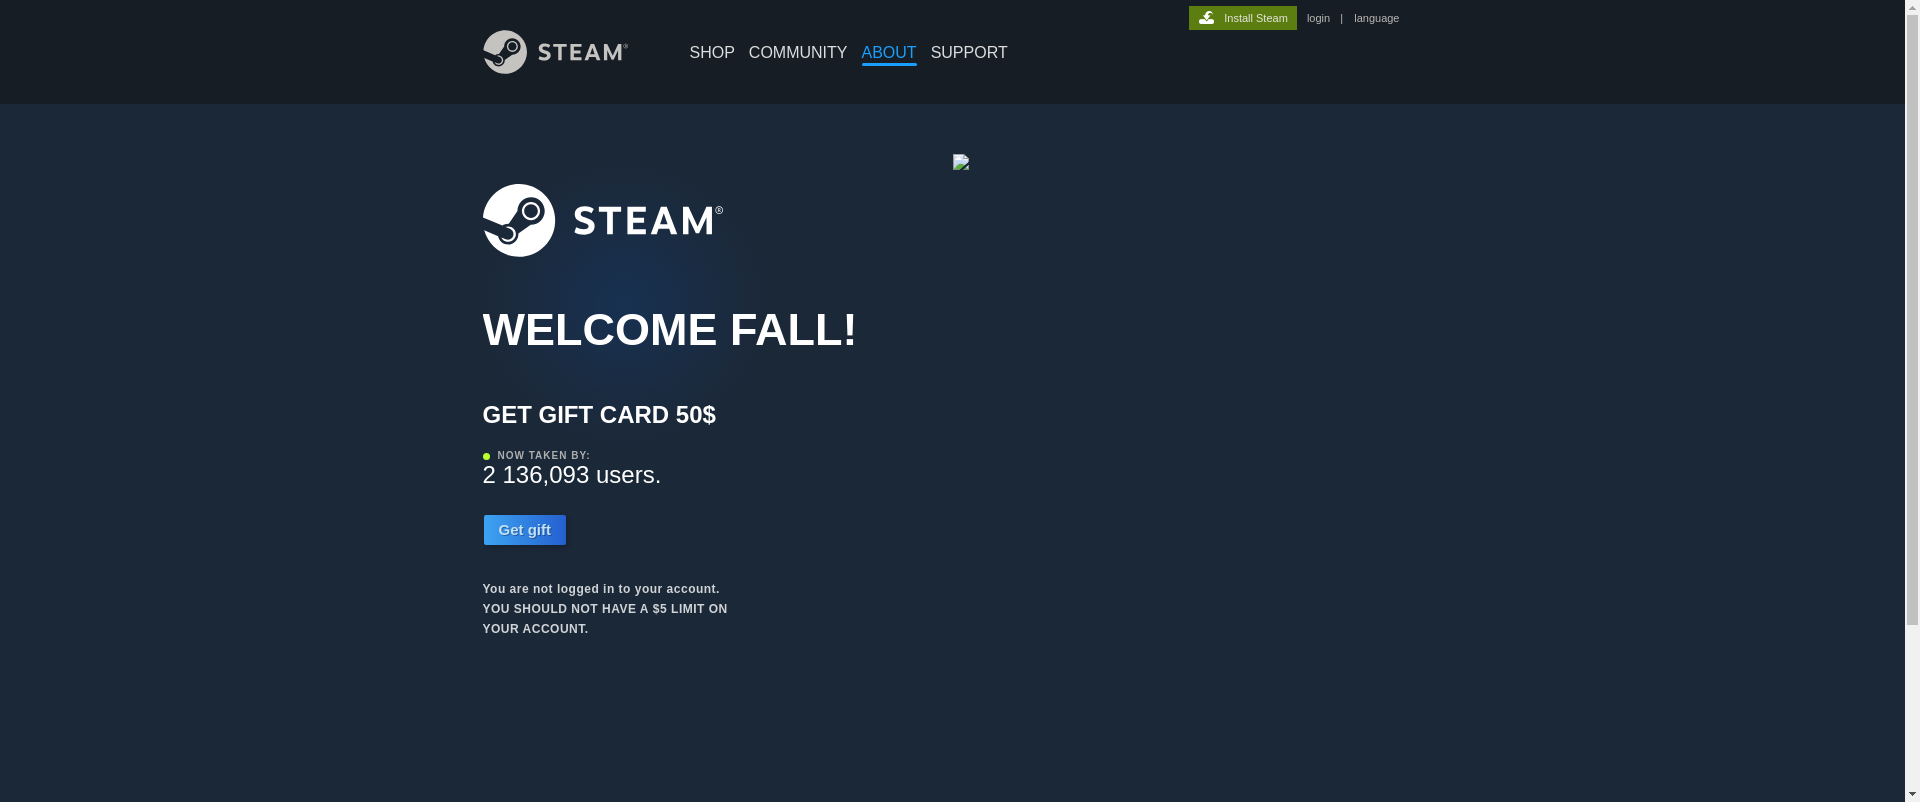 Install Steam login | language
STEAM® SHOP COMMUNITY ABOUT SUPPORT
STEAM®
WELCOME FALL!
GET GIFT CARD 50$
NOW TAKEN BY:
2 136,093 users.
Get gift
You are not logged in to your account.
YOU SHOULD NOT HAVE A $5 LIMIT ON
YOUR ACCOUNT.